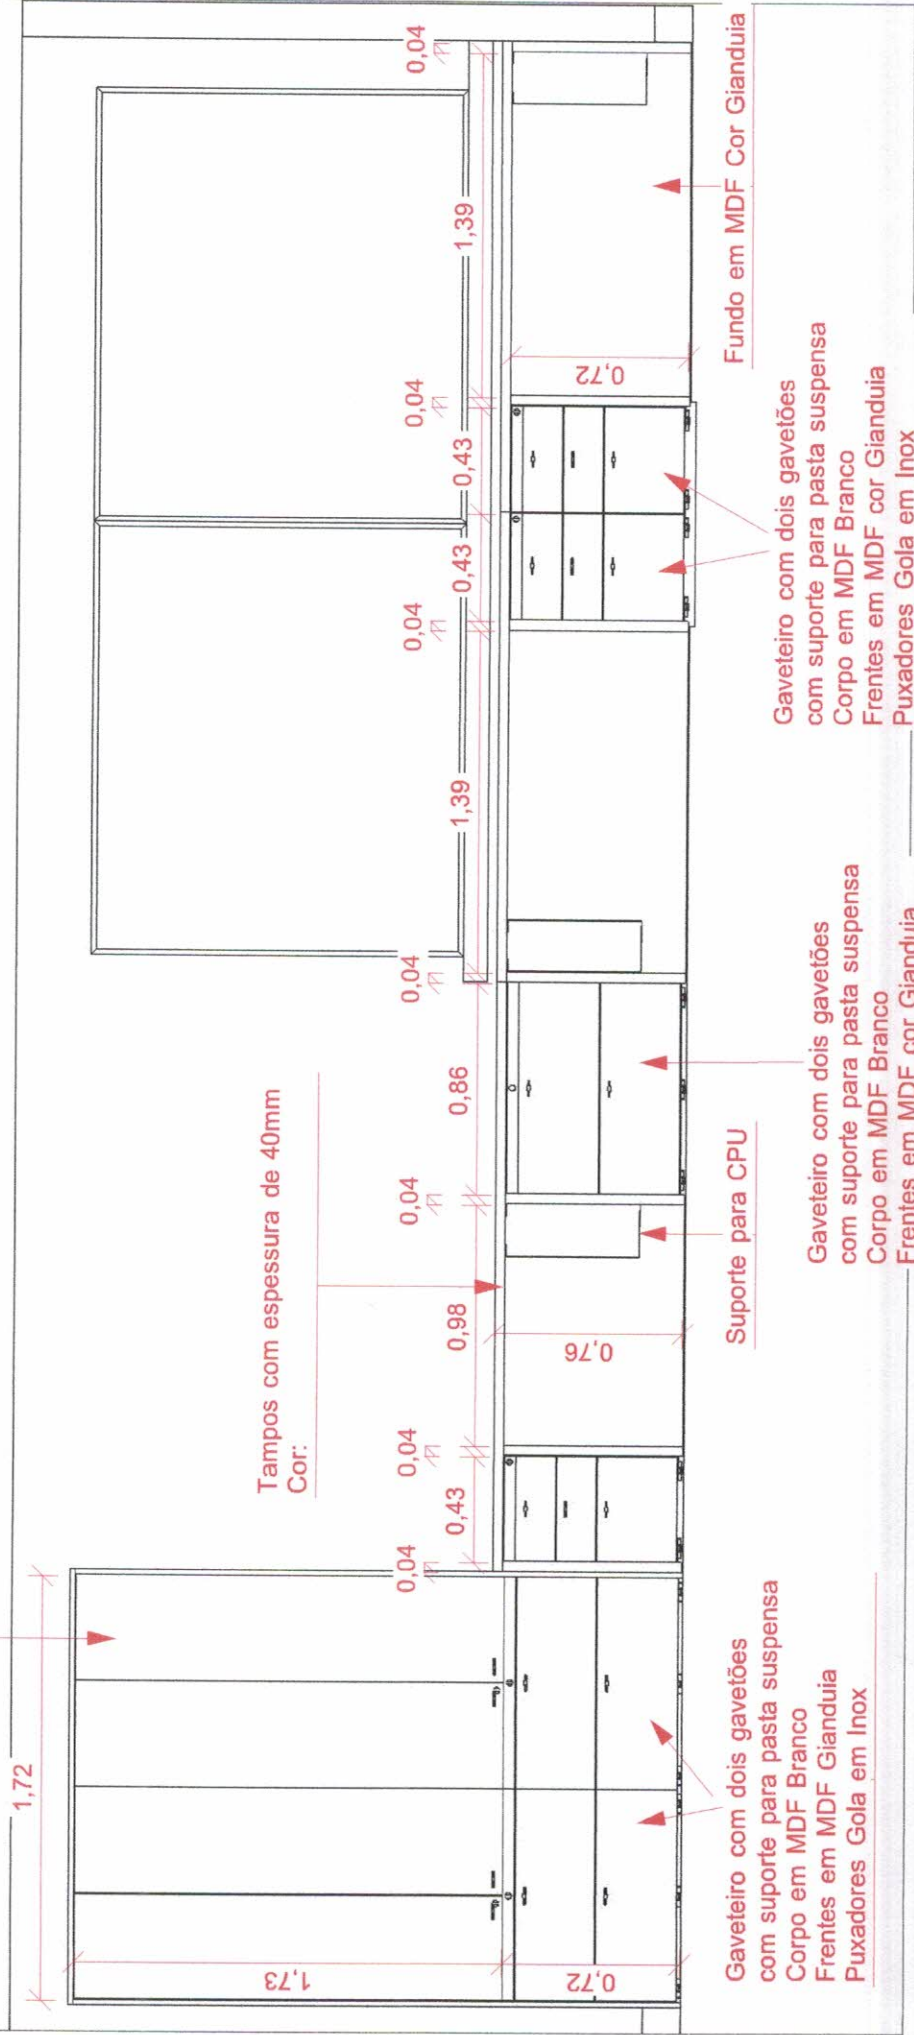 1,72
Tampos com espessura de 40mm
Cor:
0,04
0,43
0,04
0,98
0,04
0,86
0,04
1,39
0,04
0,43
0,43
0,04
1,39
0,04
1,73
0,72
0,76
0,72
Gaveteiro com dois gavetões
com suporte para pasta suspensa
Corpo em MDF Branco
Frentes em MDF Gianduia
Puxadores Gola em Inox
Suporte para CPU
Gaveteiro com dois gavetões
com suporte para pasta suspensa
Corpo em MDF Branco
Frentes em MDF cor Gianduia
Gaveteiro com dois gavetões
com suporte para pasta suspensa
Corpo em MDF Branco
Frentes em MDF cor Gianduia
Puxadores Gola em Inox
Fundo em MDF Cor Gianduia